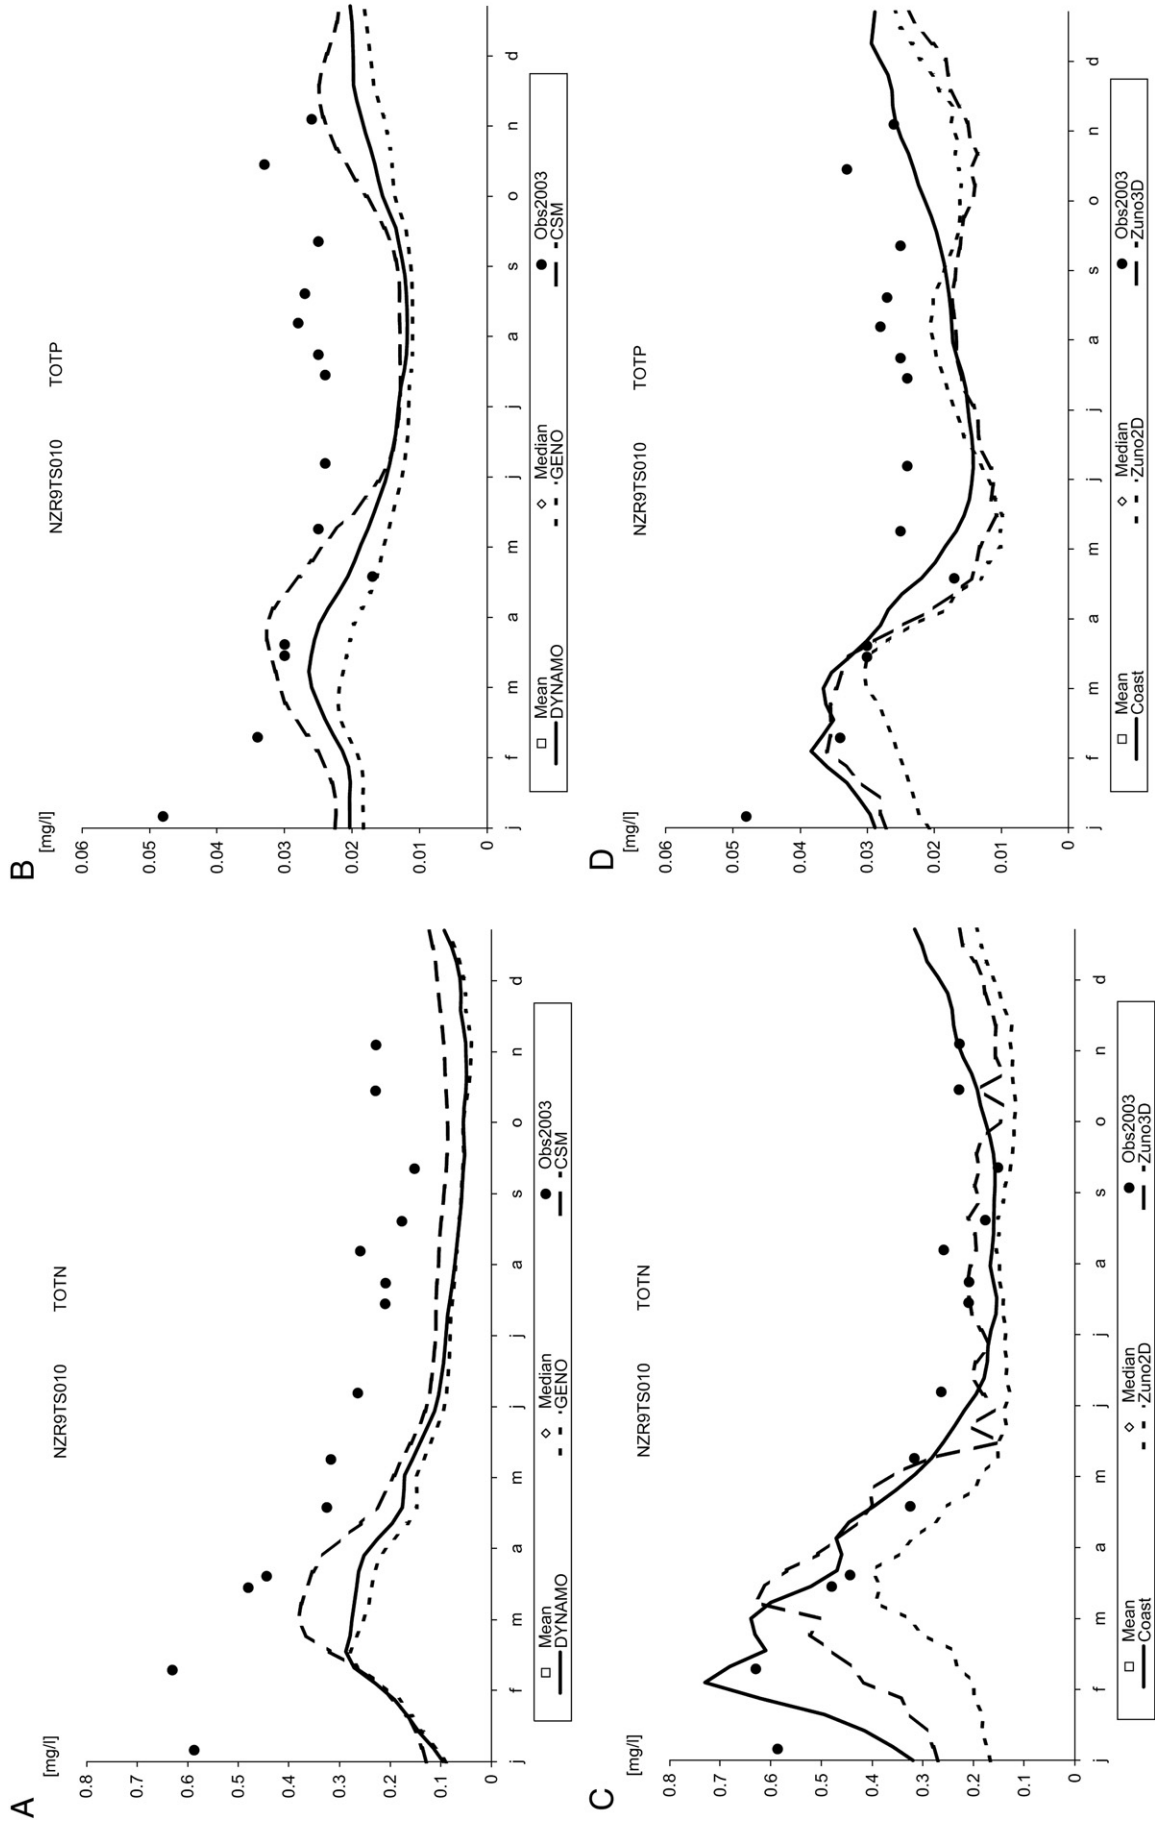 A
NZR9TS010 TOTN
[mg/l]
0.8
0.7
0.6
0.5
0.4
0.3
0.2
0.1
0
j f m a m j j a s o n d
Mean Median Obs2003
DYNAMO GENO CSM
B
NZR9TS010 TOTP
[mg/l]
0.06
0.05
0.04
0.03
0.02
0.01
0
j f m a m j j a s o n d
Mean Median Obs2003
DYNAMO GENO CSM
C
NZR9TS010 TOTN
[mg/l]
0.8
0.7
0.6
0.5
0.4
0.3
0.2
0.1
0
j f m a m j j a s o n d
Mean Median Obs2003
Coast Zuno2D Zuno3D
D
NZR9TS010 TOTP
[mg/l]
0.06
0.05
0.04
0.03
0.02
0.01
0
j f m a m j j a s o n d
Mean Median Obs2003
Coast Zuno2D Zuno3D